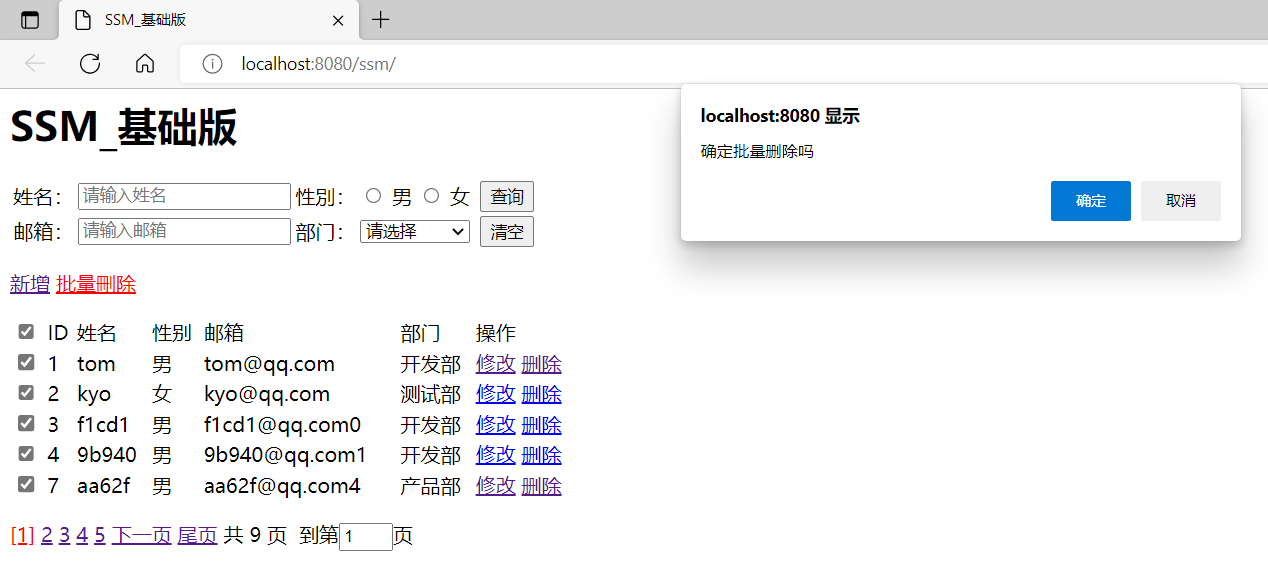 SSM_基础版
localhost:8080/ssm/
localhost:8080 显示
确定批量删除吗
确定 取消
SSM_基础版
姓名： 请输入姓名 性别： 男 女 查询
邮箱： 请输入邮箱 部门： 请选择 清空
新增 批量刪除
ID 姓名 性别 邮箱 部门 操作
1 tom 男 tom@qq.com 开发部 修改 删除
2 kyo 女 kyo@qq.com 测试部 修改 删除
3 f1cd1 男 f1cd1@qq.com0 开发部 修改 删除
4 9b940 男 9b940@qq.com1 开发部 修改 删除
7 aa62f 男 aa62f@qq.com4 产品部 修改 删除
[1] 2 3 4 5 下一页 尾页 共 9 页 到第 1 页